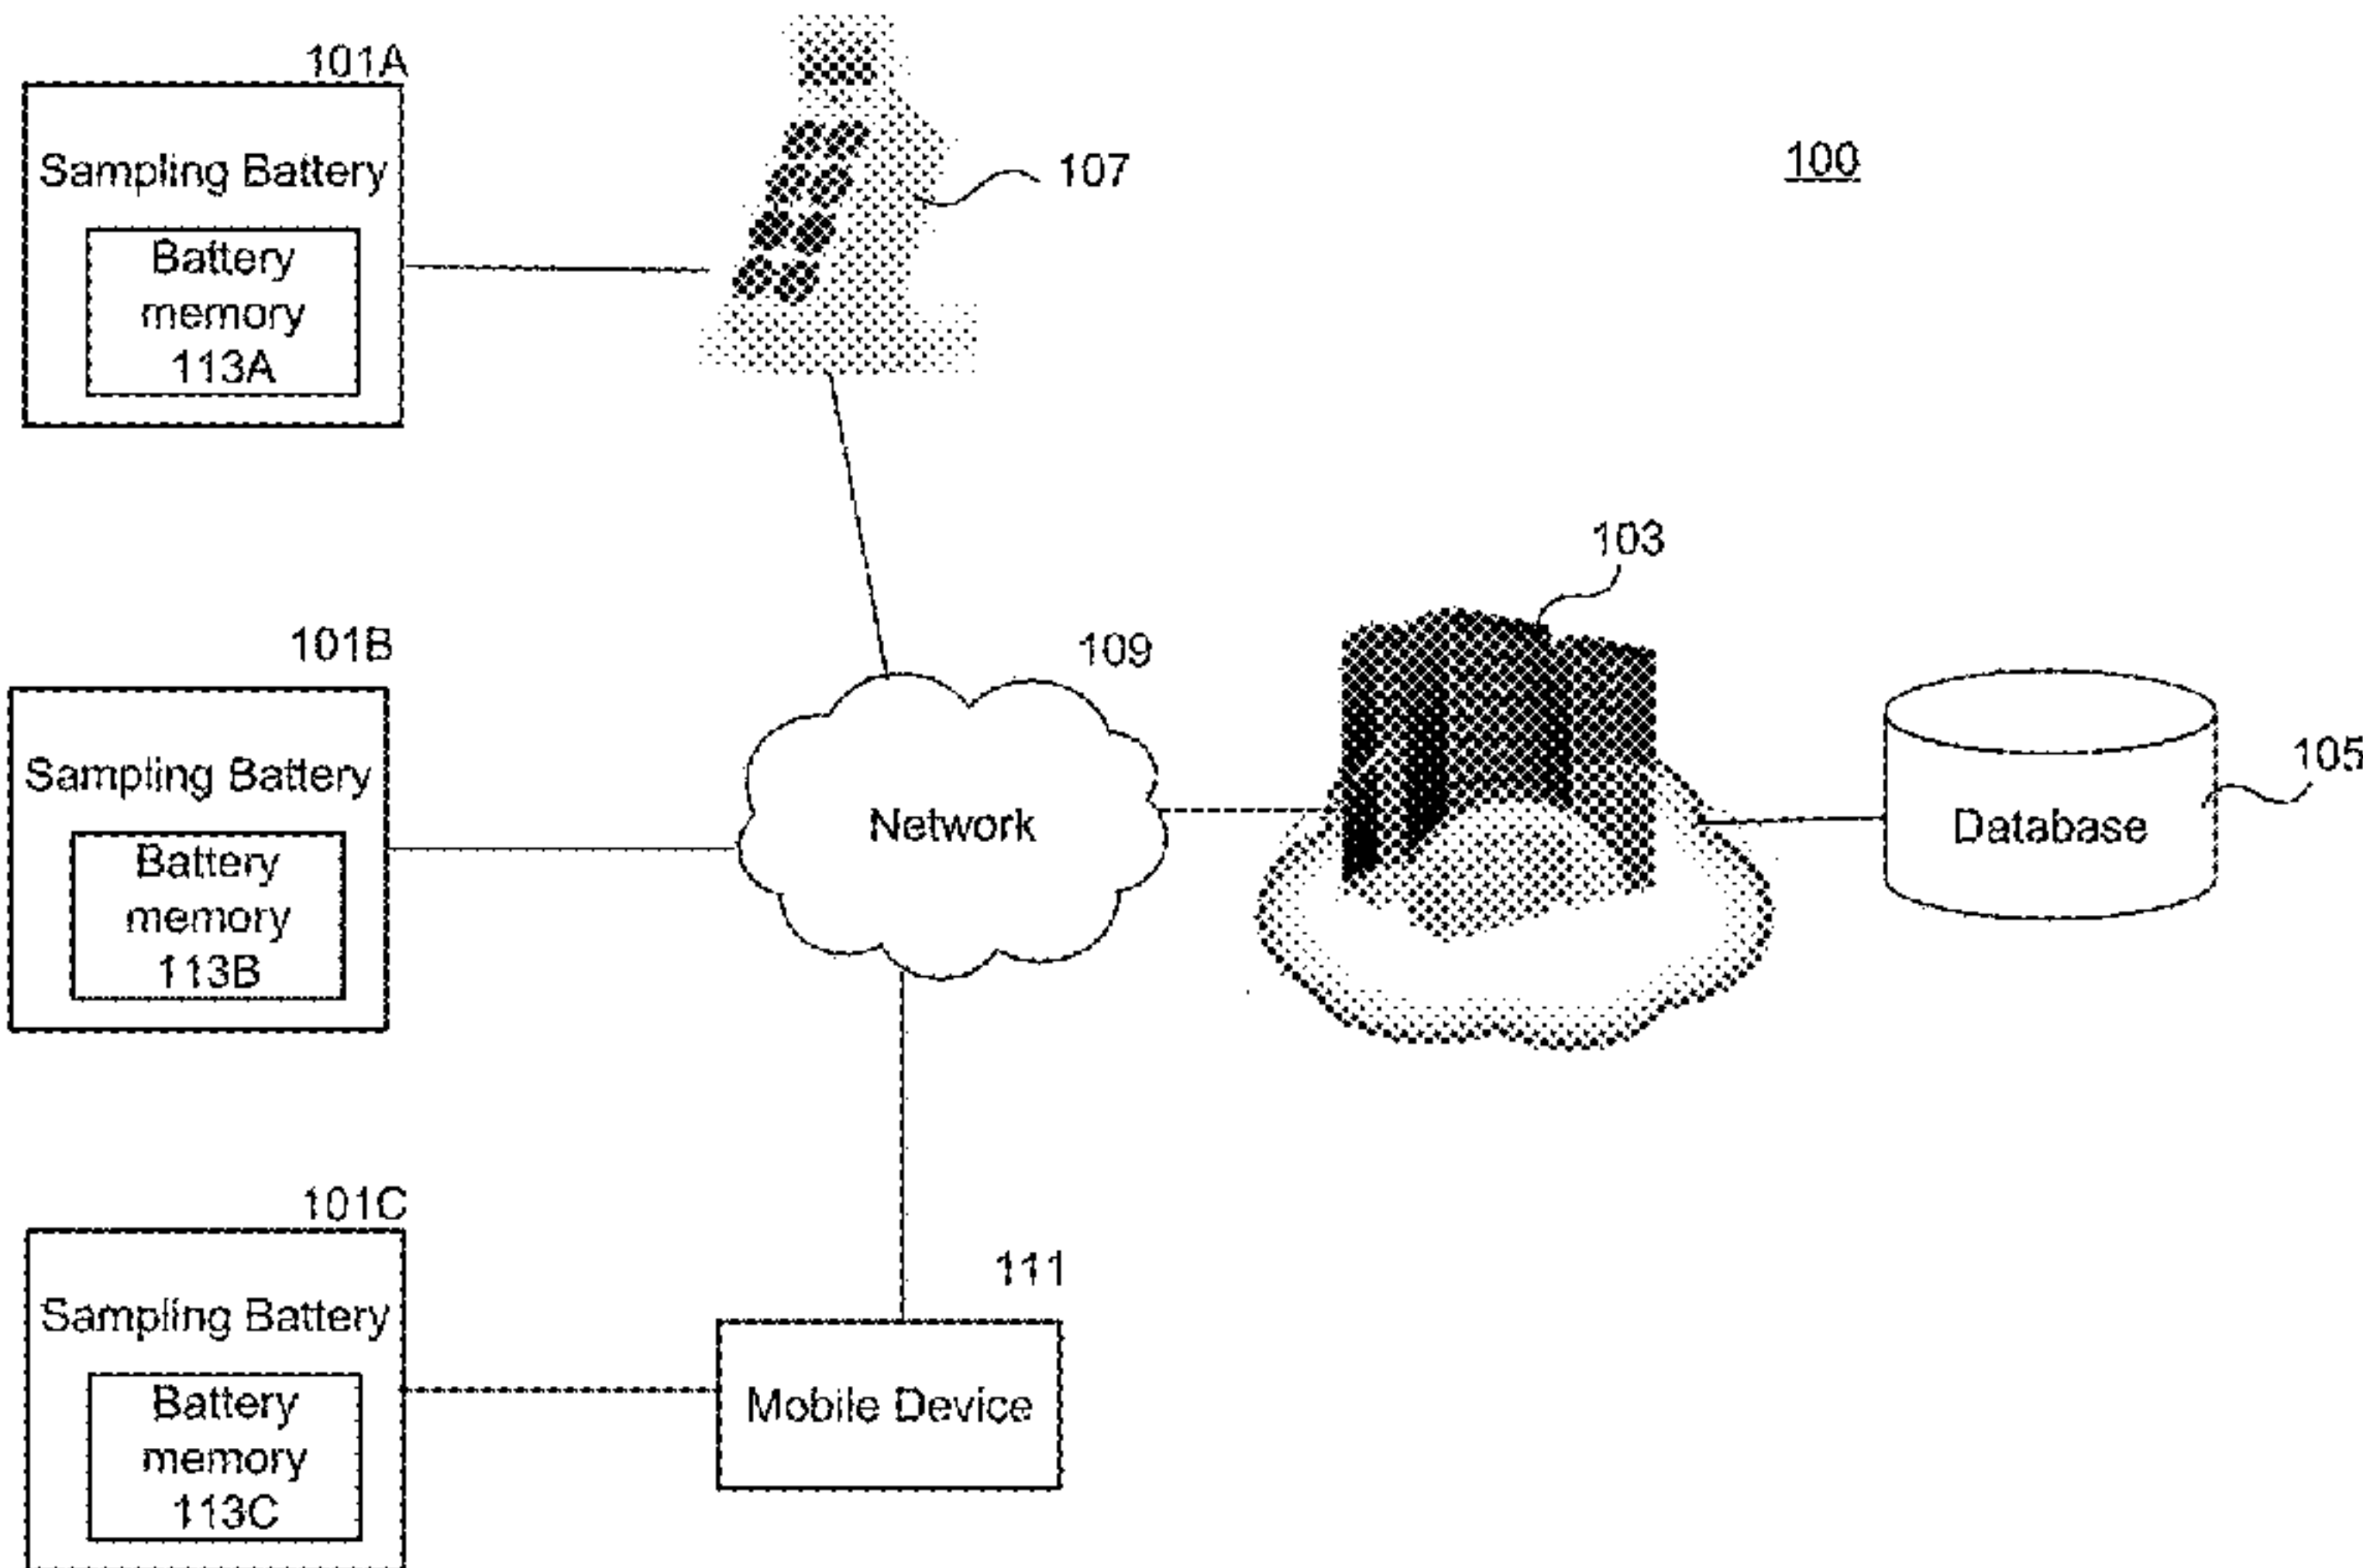 101A
Sampling Battery
Battery
memory
113A
107
100
101B
Sampling Battery
Battery
memory
113B
109
Network
103
Database
105
101C
Sampling Battery
Battery
memory
113C
111
Mobile Device